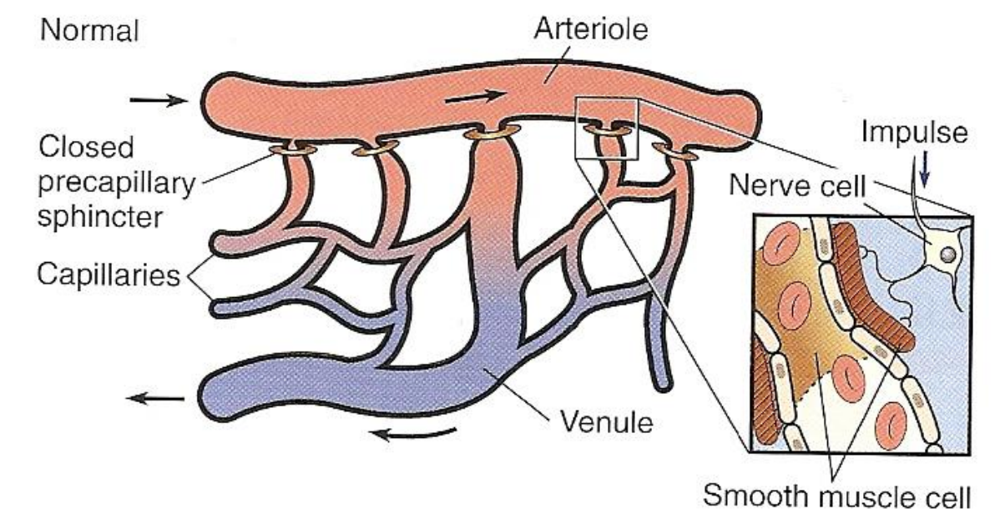 Normal
Arteriole
Closed
precapillary
sphincter
Capillaries
Venule
Impulse
Nerve cell
Smooth muscle cell